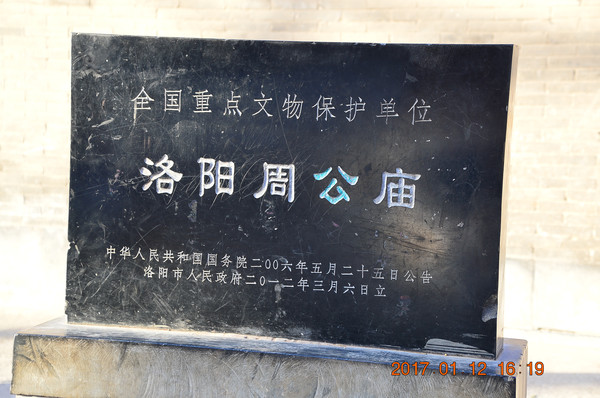 全国重点文物保护单位
洛阳周公庙
中华人民共和国国务院二〇〇六年五月二十五日公告
洛阳市人民政府二〇一二年三月六日立
2017 01 12 16:19